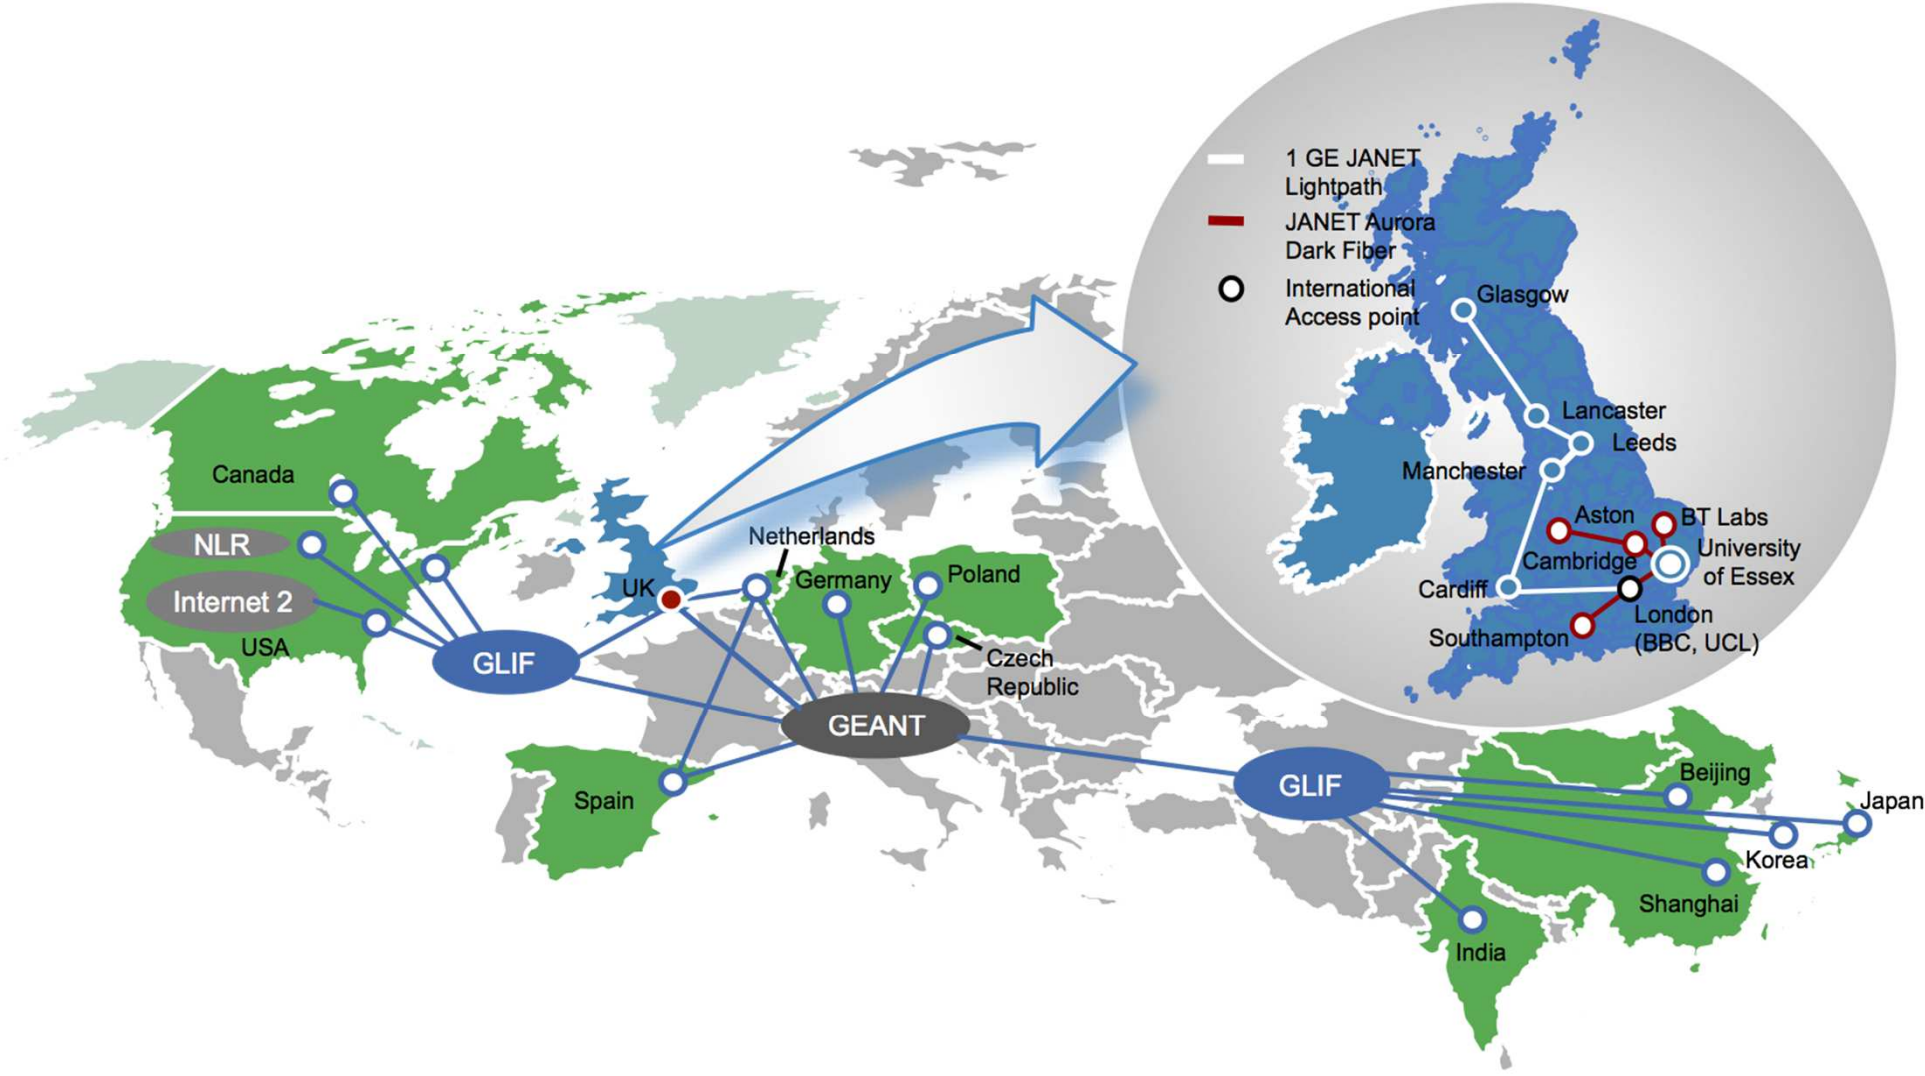 1 GE JANET
Lightpath
JANET Aurora
Dark Fiber
International
Access point
Glasgow
Lancaster
Leeds
Manchester
Aston
BT Labs
Cambridge
University
of Essex
Cardiff
London
(BBC, UCL)
Southampton
Canada
NLR
Internet 2
USA
GLIF
UK
Netherlands
Germany
Poland
Czech
Republic
GEANT
Spain
GLIF
Beijing
Japan
Korea
Shanghai
India